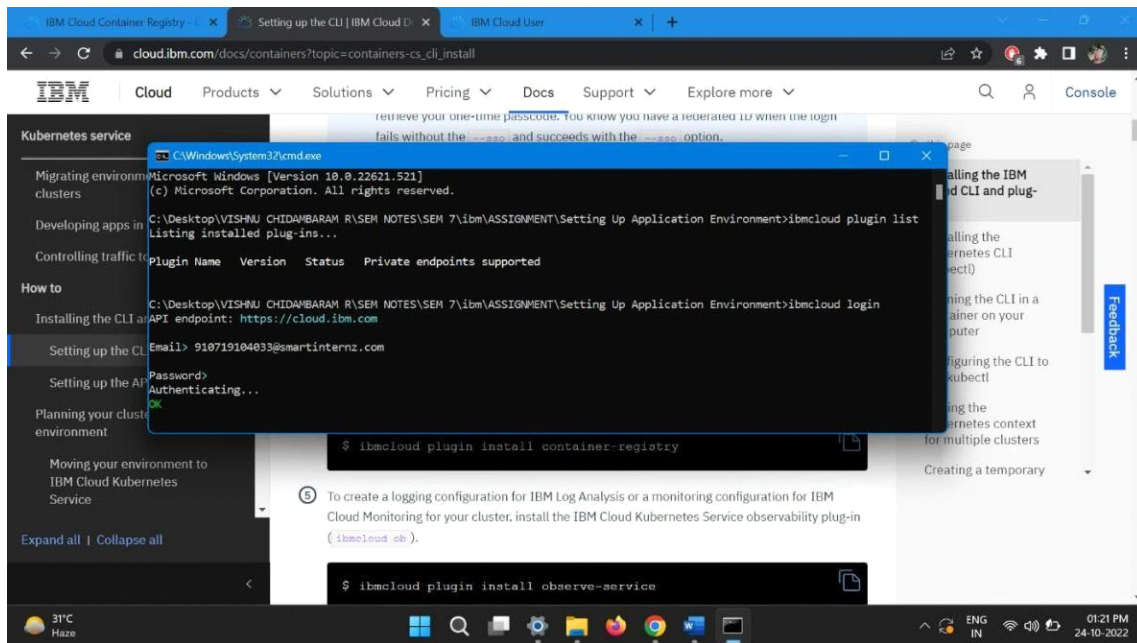 IBM Cloud Container Registry -
Setting up the CLI | IBM Cloud D
IBM Cloud User
cloud.ibm.com/docs/containers?topic=containers-cs_cli_install
6
IBM Cloud Products Solutions Pricing Docs Support Explore more Console
Kubernetes service
Migrating environm
clusters
Developing apps in
Controlling traffic to
How to
Installing the CLI a
Setting up the CL
Setting up the AP
Planning your cluste
environment
Moving your environment to
IBM Cloud Kubernetes
Service
Expand all | Collapse all
retrieve your one-time passcode. You know you have a federated ID when the login
fails without the --sso and succeeds with the --sso option.
C:\Windows\System32\cmd.exe
Microsoft Windows [Version 10.0.22621.521]
(c) Microsoft Corporation. All rights reserved.
C:\Desktop\VISHNU CHIDAMBARAM R\SEM NOTES\SEM 7\ibm\ASSIGNMENT\Setting Up Application Environment>ibmcloud plugin list
Listing installed plug-ins...
Plugin Name Version Status Private endpoints supported
C:\Desktop\VISHNU CHIDAMBARAM R\SEM NOTES\SEM 7\ibm\ASSIGNMENT\Setting Up Application Environment>ibmcloud login
API endpoint: https://cloud.ibm.com
Email> 910719104033@smartinternz.com
Password>
Authenticating...
OK
$ ibmcloud plugin install container-registry
5 To create a logging configuration for IBM Log Analysis or a monitoring configuration for IBM
Cloud Monitoring for your cluster, install the IBM Cloud Kubernetes Service observability plug-in
( ibmcloud ob ).
$ ibmcloud plugin install observe-service
page
alling the IBM
d CLI and plug-
alling the
ernetes CLI
ectl)
ning the CLI in a
ainer on your
puter
figuring the CLI to
kubectl
ing the
ernetes context
for multiple clusters
Creating a temporary
Feedback
31°C
Haze
ENG
IN
01:21 PM
24-10-2022